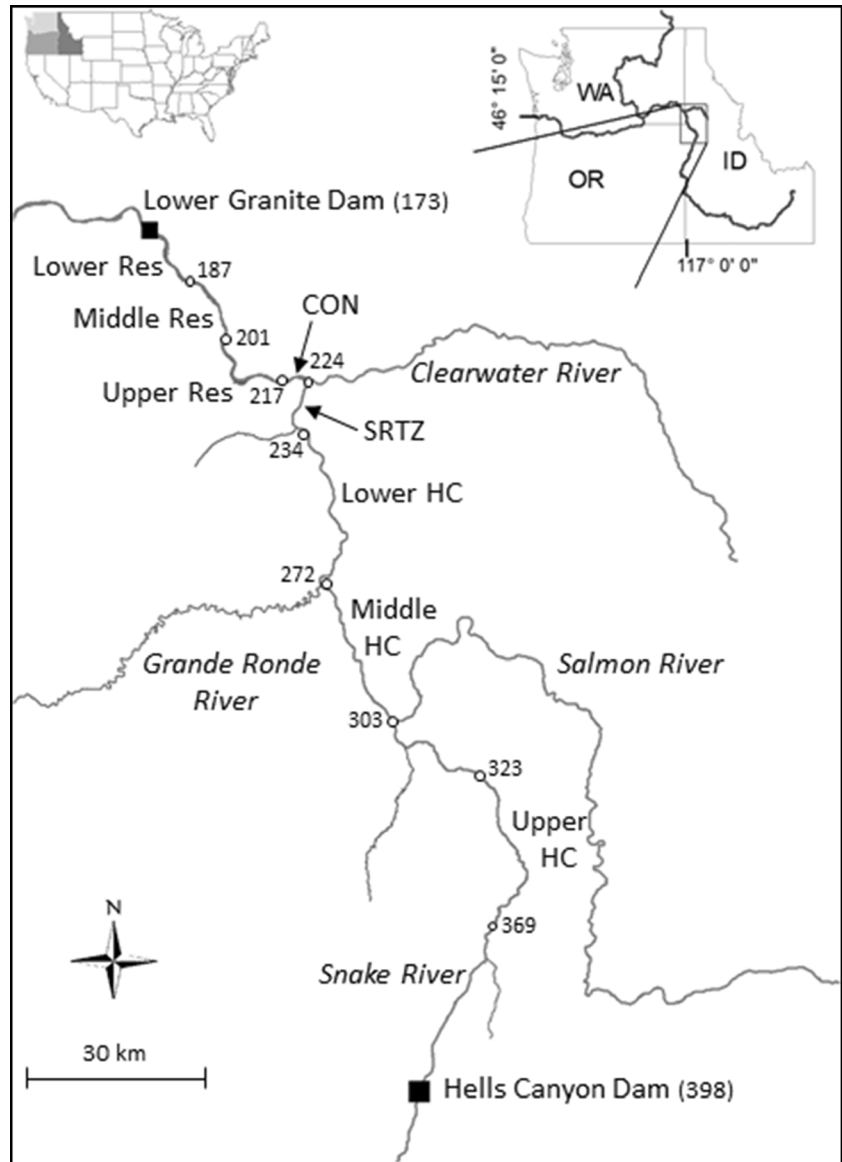 46° 15' 0"
WA
OR
ID
117° 0' 0"
Lower Granite Dam (173)
Lower Res
187
Middle Res
201
CON
224
Clearwater River
Upper Res
217
SRTZ
234
Lower HC
272
Middle
HC
Grande Ronde
River
Salmon River
303
323
Upper
HC
369
N
Snake River
30 km
Hells Canyon Dam (398)